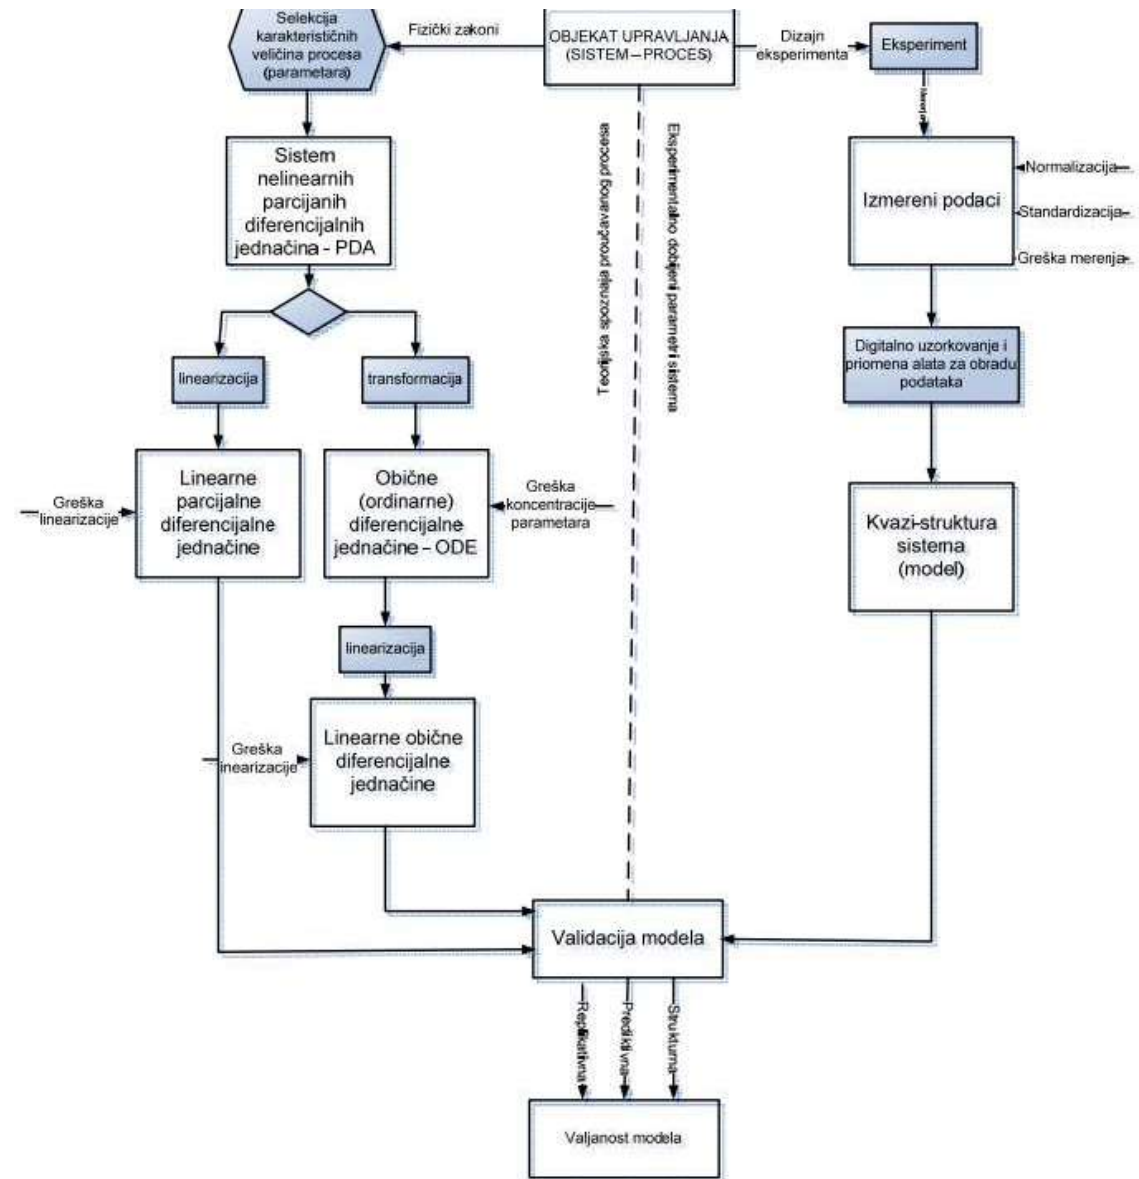 Selekcija
karakterističnih
veličina procesa
(parametara)
Fizički zakoni
OBJEKAT UPRAVLJANJA
(SISTEM – PROCES)
Dizajn
eksperimenta
Eksperiment
Sistem
nelinearnih
parcijanih
diferencijalnih
jednačina - PDA
Teorijska spoznaja proučavanog procesa
Eksperimentalno dobijeni parametri sistema
Izmereni podaci
Normalizacija
Standardizacija
Greška merenja
linearizacija
transformacija
Digitalno uzorkovanje i
priomena alata za obradu
podataka
Greška
linearizacije
Linearne
parcijalne
diferencijalne
jednačine
Obične
(ordinarne)
diferencijalne
jednačine – ODE
Greška
koncentracije
parametara
Kvazi-struktura
sistema
(model)
linearizacija
Greška
inearizacije
Linearne obične
diferencijalne
jednačine
Validacija modela
Replikativna
Prediktivna
Strukturna
Valjanost modela